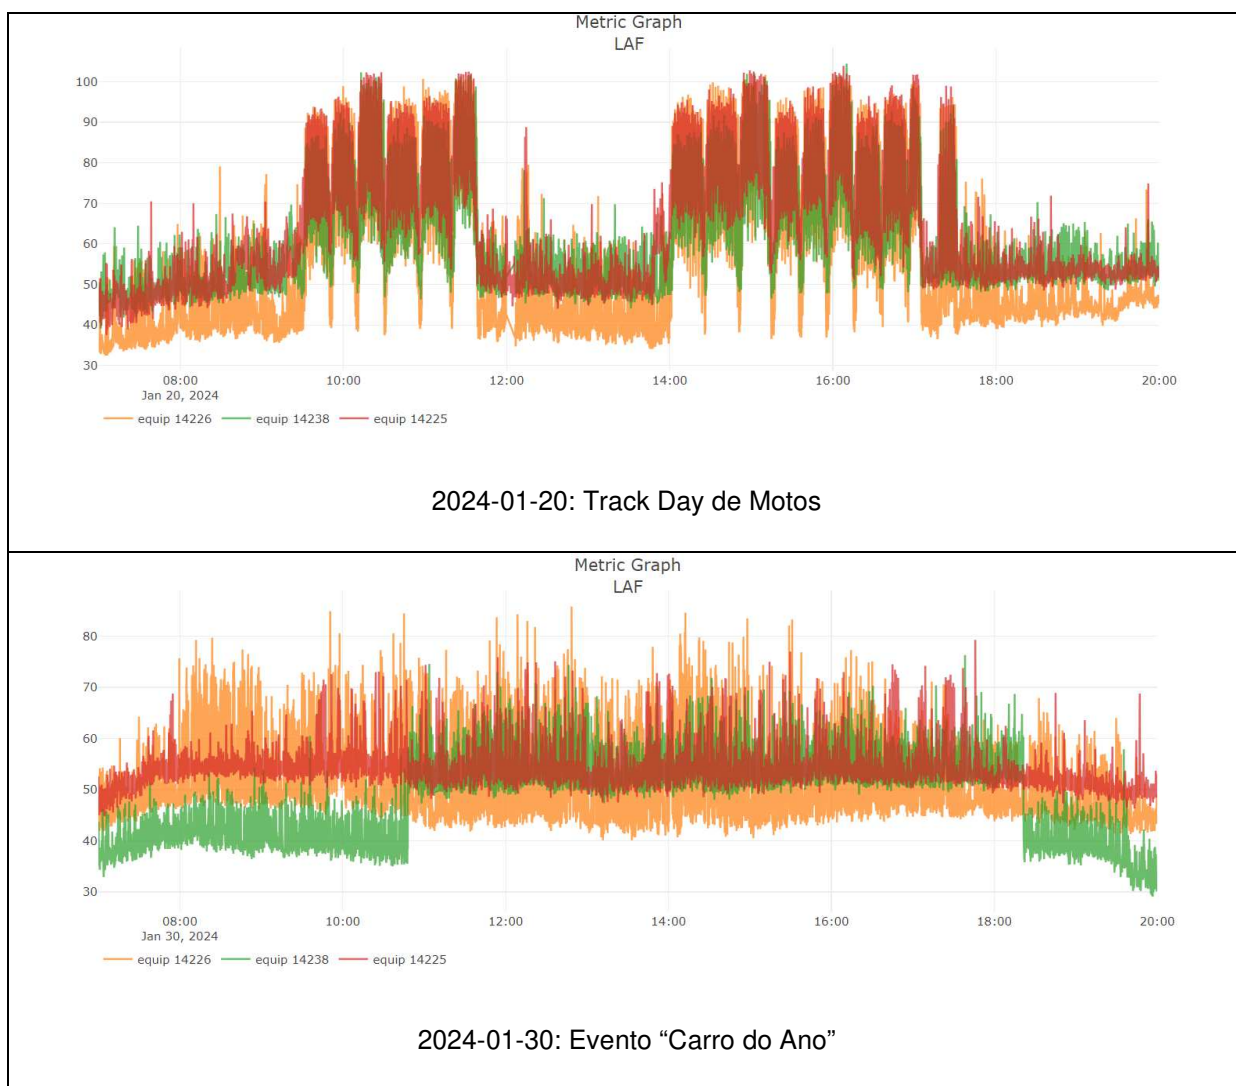 Metric Graph
LAF
100
90
80
70
60
50
40
30
08:00 10:00 12:00 14:00 16:00 18:00 20:00
Jan 20, 2024
equip 14226 equip 14238 equip 14225
2024-01-20: Track Day de Motos
Metric Graph
LAF
80
70
60
50
40
30
08:00 10:00 12:00 14:00 16:00 18:00 20:00
Jan 30, 2024
equip 14226 equip 14238 equip 14225
2024-01-30: Evento “Carro do Ano”